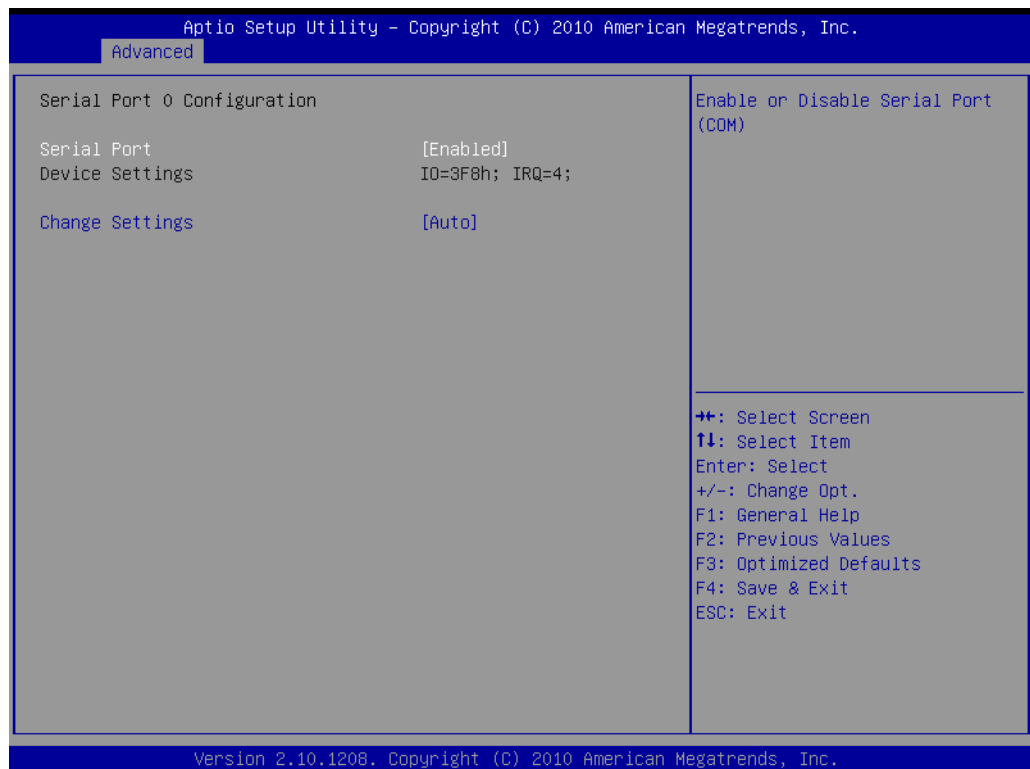 Aptio Setup Utility – Copyright (C) 2010 American Megatrends, Inc.
Advanced
Serial Port 0 Configuration
Serial Port [Enabled]
Device Settings IO=3F8h; IRQ=4;
Change Settings [Auto]
Enable or Disable Serial Port
(COM)
→←: Select Screen
↑↓: Select Item
Enter: Select
+/-: Change Opt.
F1: General Help
F2: Previous Values
F3: Optimized Defaults
F4: Save & Exit
ESC: Exit
Version 2.10.1208. Copyright (C) 2010 American Megatrends, Inc.